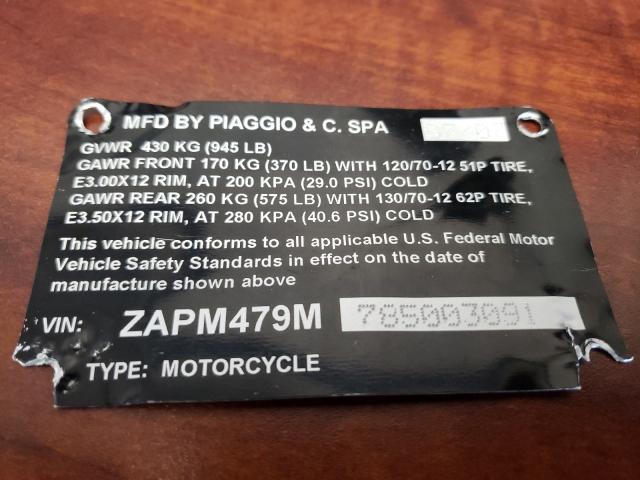 MFD BY PIAGGIO & C. SPA
GVWR 430 KG (945 LB)
GAWR FRONT 170 KG (370 LB) WITH 120/70-12 51P TIRE,
E3.00X12 RIM, AT 200 KPA (29.0 PSI) COLD
GAWR REAR 260 KG (575 LB) WITH 130/70-12 62P TIRE,
E3.50X12 RIM, AT 280 KPA (40.6 PSI) COLD
This vehicle conforms to all applicable U.S. Federal Motor
Vehicle Safety Standards in effect on the date of
manufacture shown above
VIN: ZAPM479M 785003091
TYPE: MOTORCYCLE